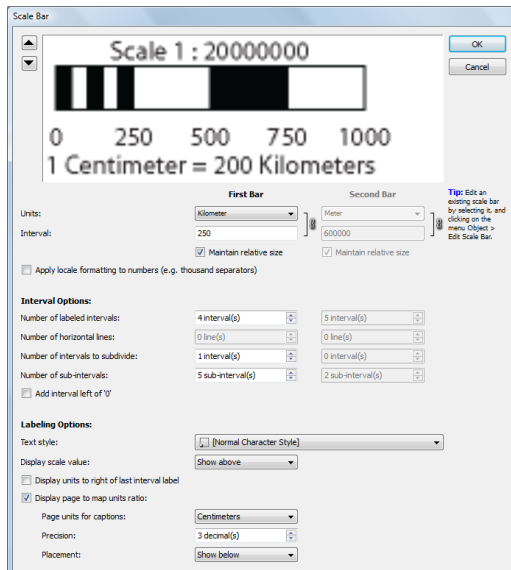 Scale Bar
Scale 1 : 20000000
0 250 500 750 1000
1 Centimeter = 200 Kilometers
OK
Cancel
Tip: Edit an
existing scale bar
by selecting it, and
clicking on the
menu Object >
Edit Scale Bar.
First Bar Second Bar
Units: Kilometer Meter
Interval: 250 600000
Maintain relative size Maintain relative size
Apply locale formatting to numbers (e.g. thousand separators)
Interval Options:
Number of labeled intervals: 4 interval(s) 5 interval(s)
Number of horizontal lines: 0 line(s) 0 line(s)
Number of intervals to subdivide: 1 interval(s) 0 interval(s)
Number of sub-intervals: 5 sub-interval(s) 2 sub-interval(s)
Add interval left of '0'
Labeling Options:
Text style: [Normal Character Style]
Display scale value: Show above
Display units to right of last interval label
Display page to map units ratio:
Page units for captions: Centimeters
Precision: 3 decimal(s)
Placement: Show below